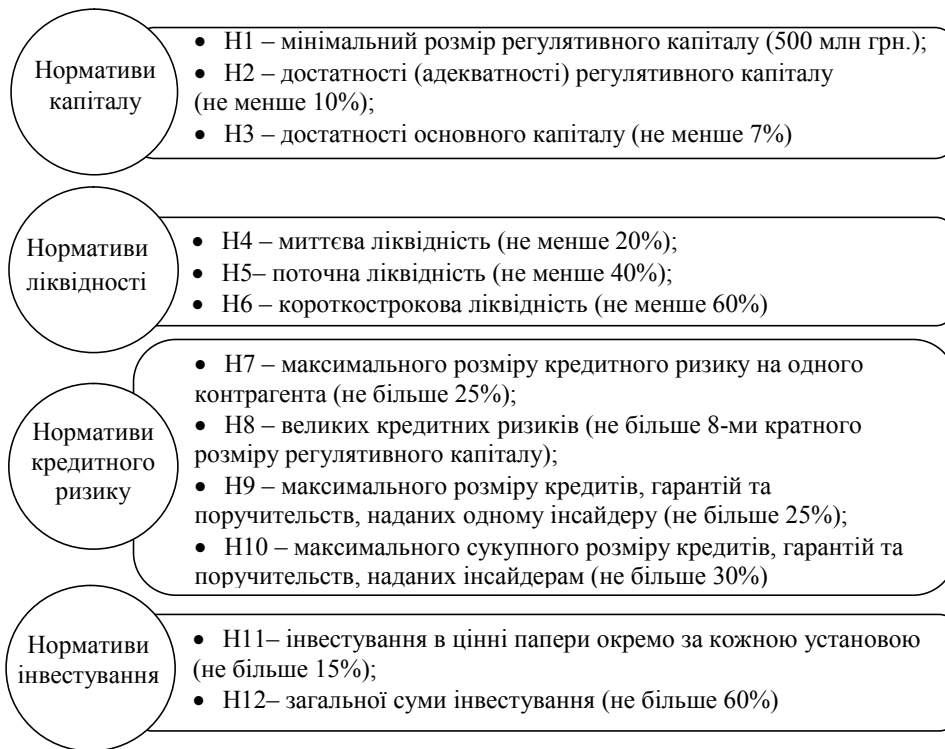 Нормативи
капіталу
• Н1 – мінімальний розмір регулятивного капіталу (500 млн грн.);
• Н2 – достатності (адекватності) регулятивного капіталу
(не менше 10%);
• Н3 – достатності основного капіталу (не менше 7%)
Нормативи
ліквідності
• Н4 – миттєва ліквідність (не менше 20%);
• Н5– поточна ліквідність (не менше 40%);
• Н6 – короткострокова ліквідність (не менше 60%)
Нормативи
кредитного
ризику
• Н7 – максимального розміру кредитного ризику на одного
контрагента (не більше 25%);
• Н8 – великих кредитних ризиків (не більше 8-ми кратного
розміру регулятивного капіталу);
• Н9 – максимального розміру кредитів, гарантій та
поручительств, наданих одному інсайдеру (не більше 25%);
• Н10 – максимального сукупного розміру кредитів, гарантій та
поручительств, наданих інсайдерам (не більше 30%)
Нормативи
інвестування
• Н11– інвестування в цінні папери окремо за кожною установою
(не більше 15%);
• Н12– загальної суми інвестування (не більше 60%)